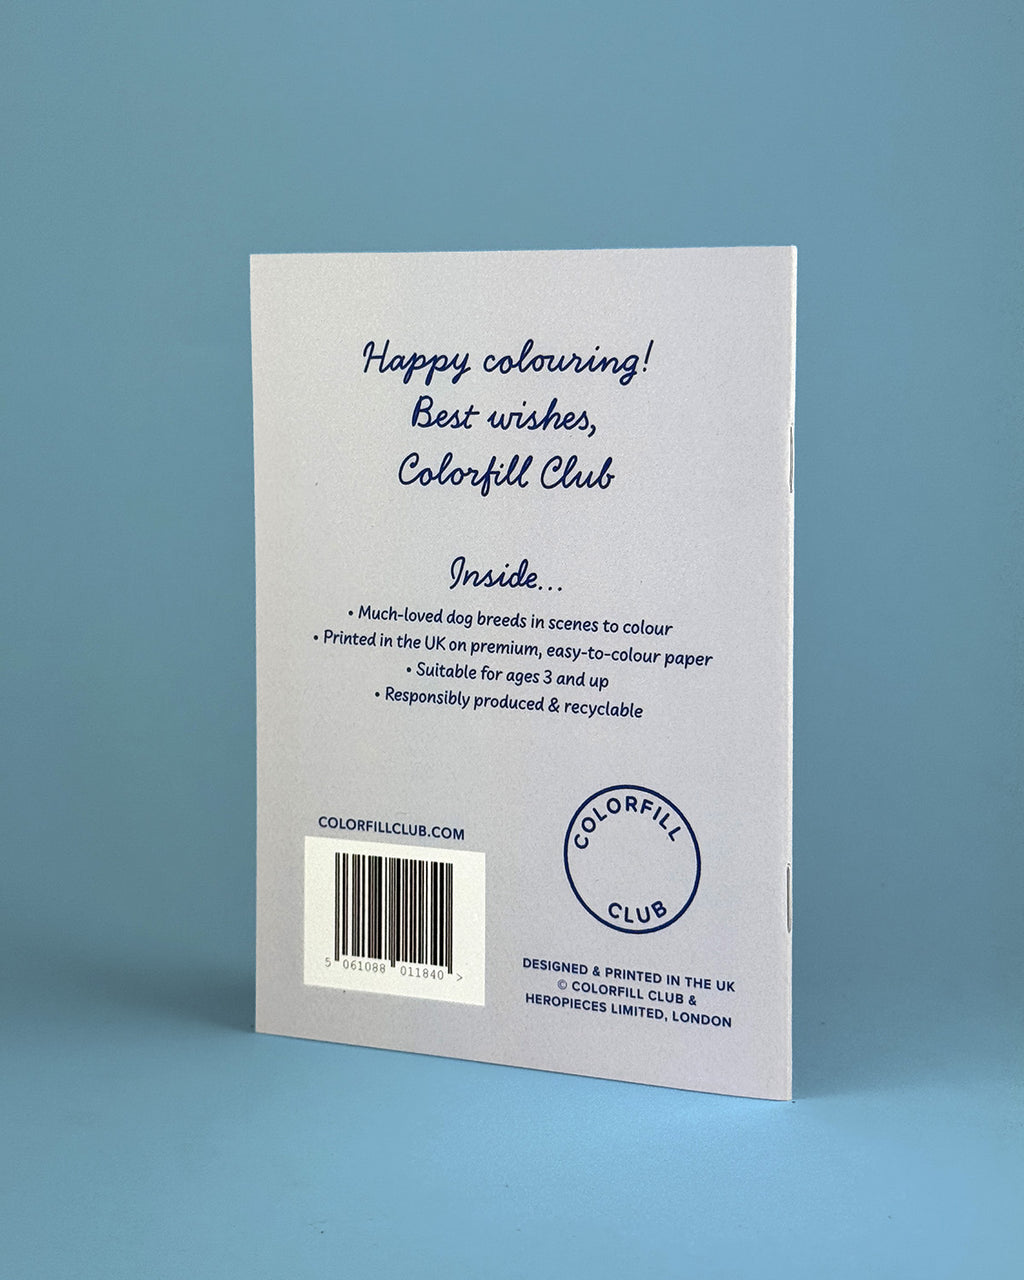 Happy colouring!
Best wishes,
Colorfill Club
Inside...
• Much-loved dog breeds in scenes to colour
• Printed in the UK on premium, easy-to-colour paper
• Suitable for ages 3 and up
• Responsibly produced & recyclable
COLORFILLCLUB.COM
5 061088 011840 >
COLORFILL
CLUB
DESIGNED & PRINTED IN THE UK
© COLORFILL CLUB &
HEROPIECES LIMITED, LONDON